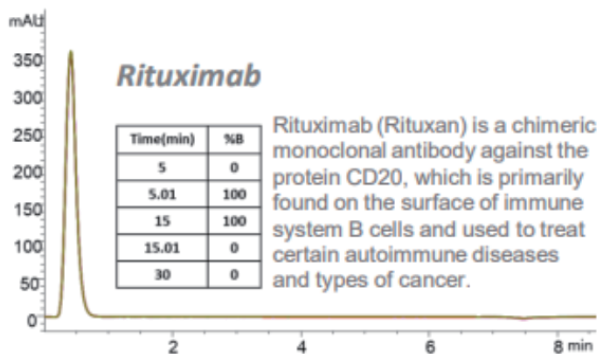 mAU
350
300
250
200
150
100
50
0
2
4
6
8 min
Rituximab
Time(min) %B
5 0
5.01 100
15 100
15.01 0
30 0
Rituximab (Rituxan) is a chimeric
monoclonal antibody against the
protein CD20, which is primarily
found on the surface of immune
system B cells and used to treat
certain autoimmune diseases
and types of cancer.